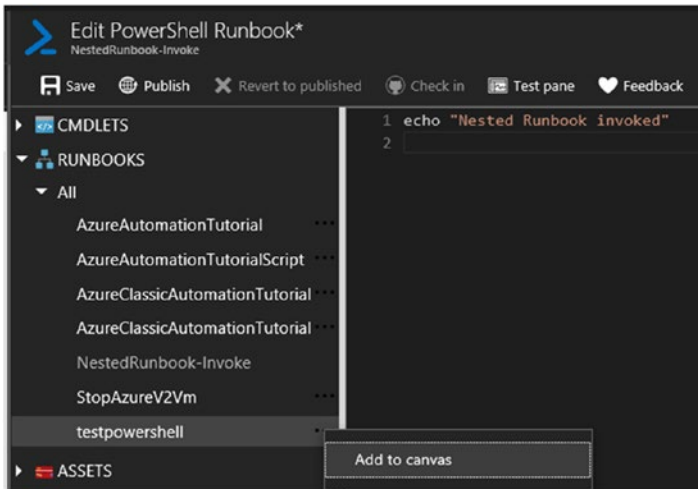 Edit PowerShell Runbook*
NestedRunbook-Invoke
Save Publish Revert to published Check in Test pane Feedback
CMDLETS
RUNBOOKS
All
AzureAutomationTutorial ...
AzureAutomationTutorialScript ...
AzureClassicAutomationTutorial ...
AzureClassicAutomationTutorial ...
NestedRunbook-Invoke
StopAzureV2Vm ...
testpowershell
ASSETS
1 echo "Nested Runbook invoked"
2
Add to canvas